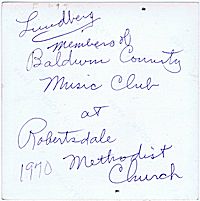 Lundberg
Members of
Baldwin County
Music Club
at
Robertsdale
1970 Methodist
Church